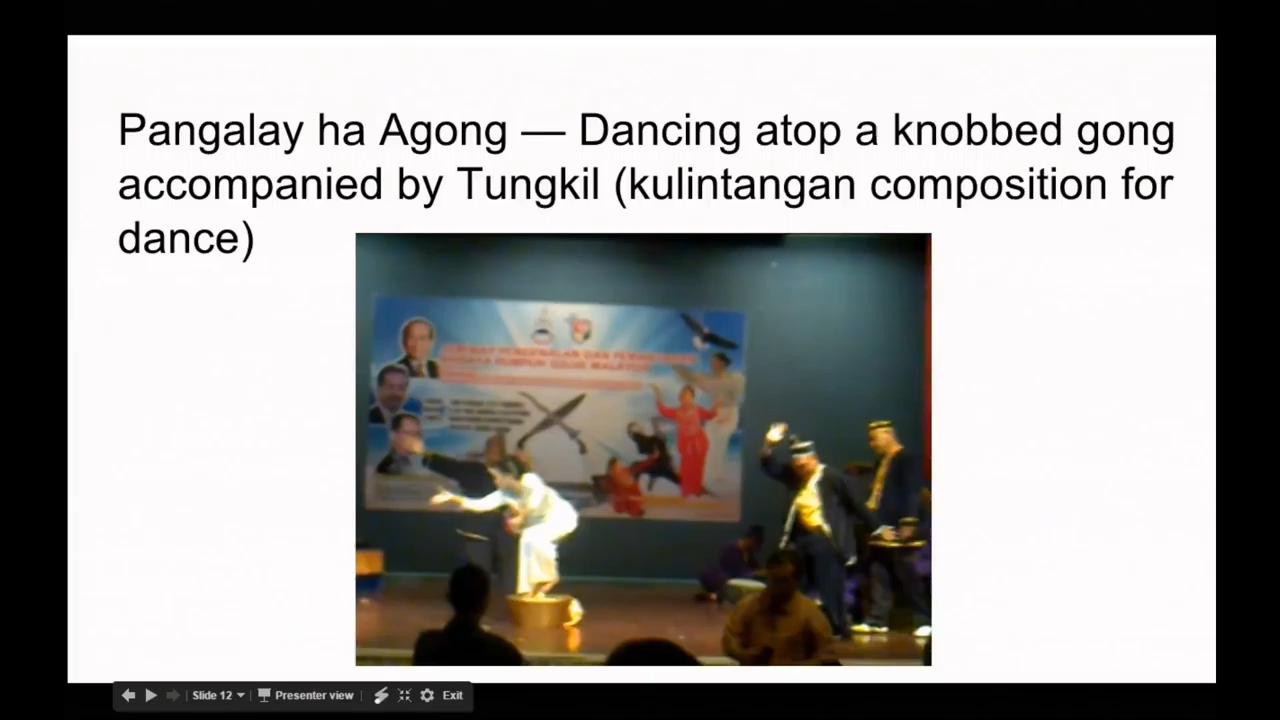 Pangalay ha Agong — Dancing atop a knobbed gong
accompanied by Tungkil (kulintangan composition for
dance)
Slide 12
Presenter view
Exit